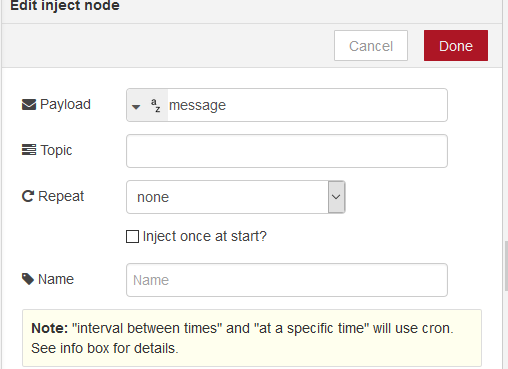 Edit inject node
Cancel Done
Payload az message
Topic
Repeat none
Inject once at start?
Name Name
Note: "interval between times" and "at a specific time" will use cron.
See info box for details.